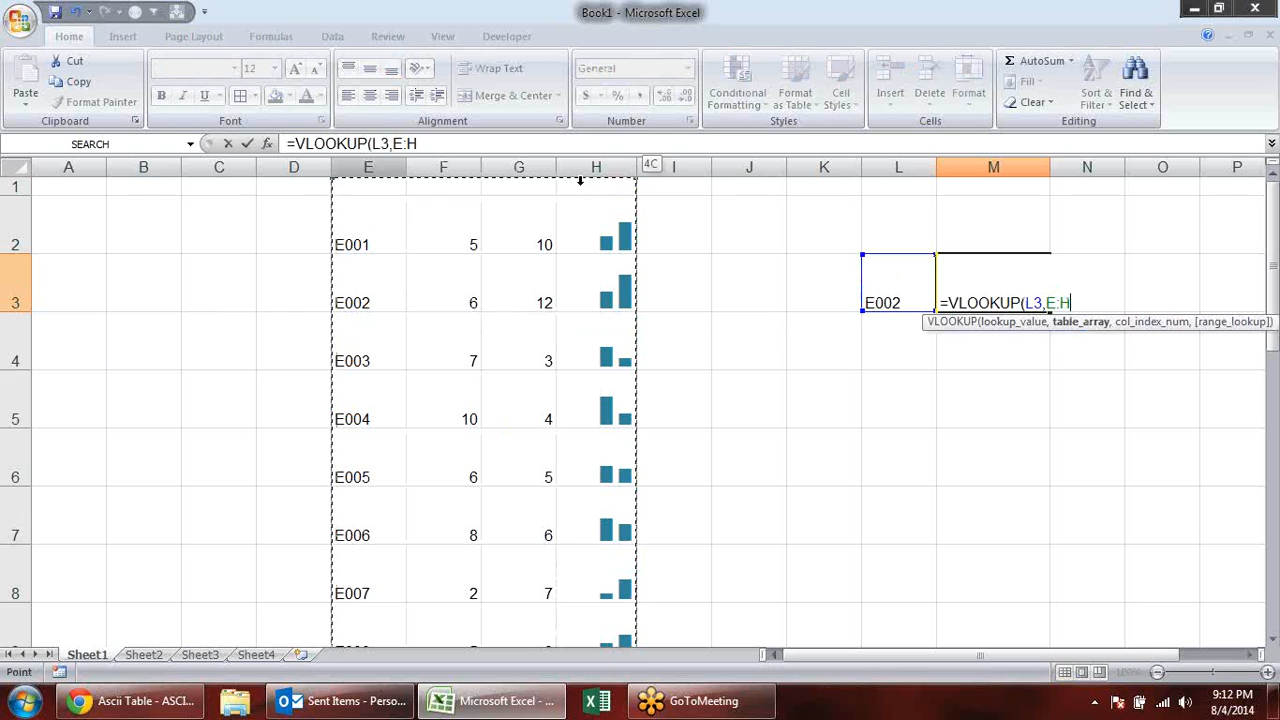 Book1 - Microsoft Excel
Home Insert Page Layout Formulas Data Review View Developer
Paste
Cut
Copy
Format Painter
Clipboard
12
A A
B I U
A
Font
Wrap Text
Merge & Center
Alignment
General
$ % ,
Number
Conditional Formatting
Format as Table
Cell Styles
Styles
Insert Delete Format
Cells
Σ AutoSum
Fill
Clear
Sort & Filter
Find & Select
Editing
SEARCH fx =VLOOKUP(L3,E:H
A B C D E F G H 4C I J K L M N O P
1
2 E001 5 10
3 E002 6 12 E002 =VLOOKUP(L3,E:H
VLOOKUP(lookup_value, table_array, col_index_num, [range_lookup])
4 E003 7 3
5 E004 10 4
6 E005 6 5
7 E006 8 6
8 E007 2 7
Sheet1 Sheet2 Sheet3 Sheet4
Point 100%
Ascii Table - ASCI... Sent Items - Perso... Microsoft Excel - ... GoToMeeting
9:12 PM
8/4/2014